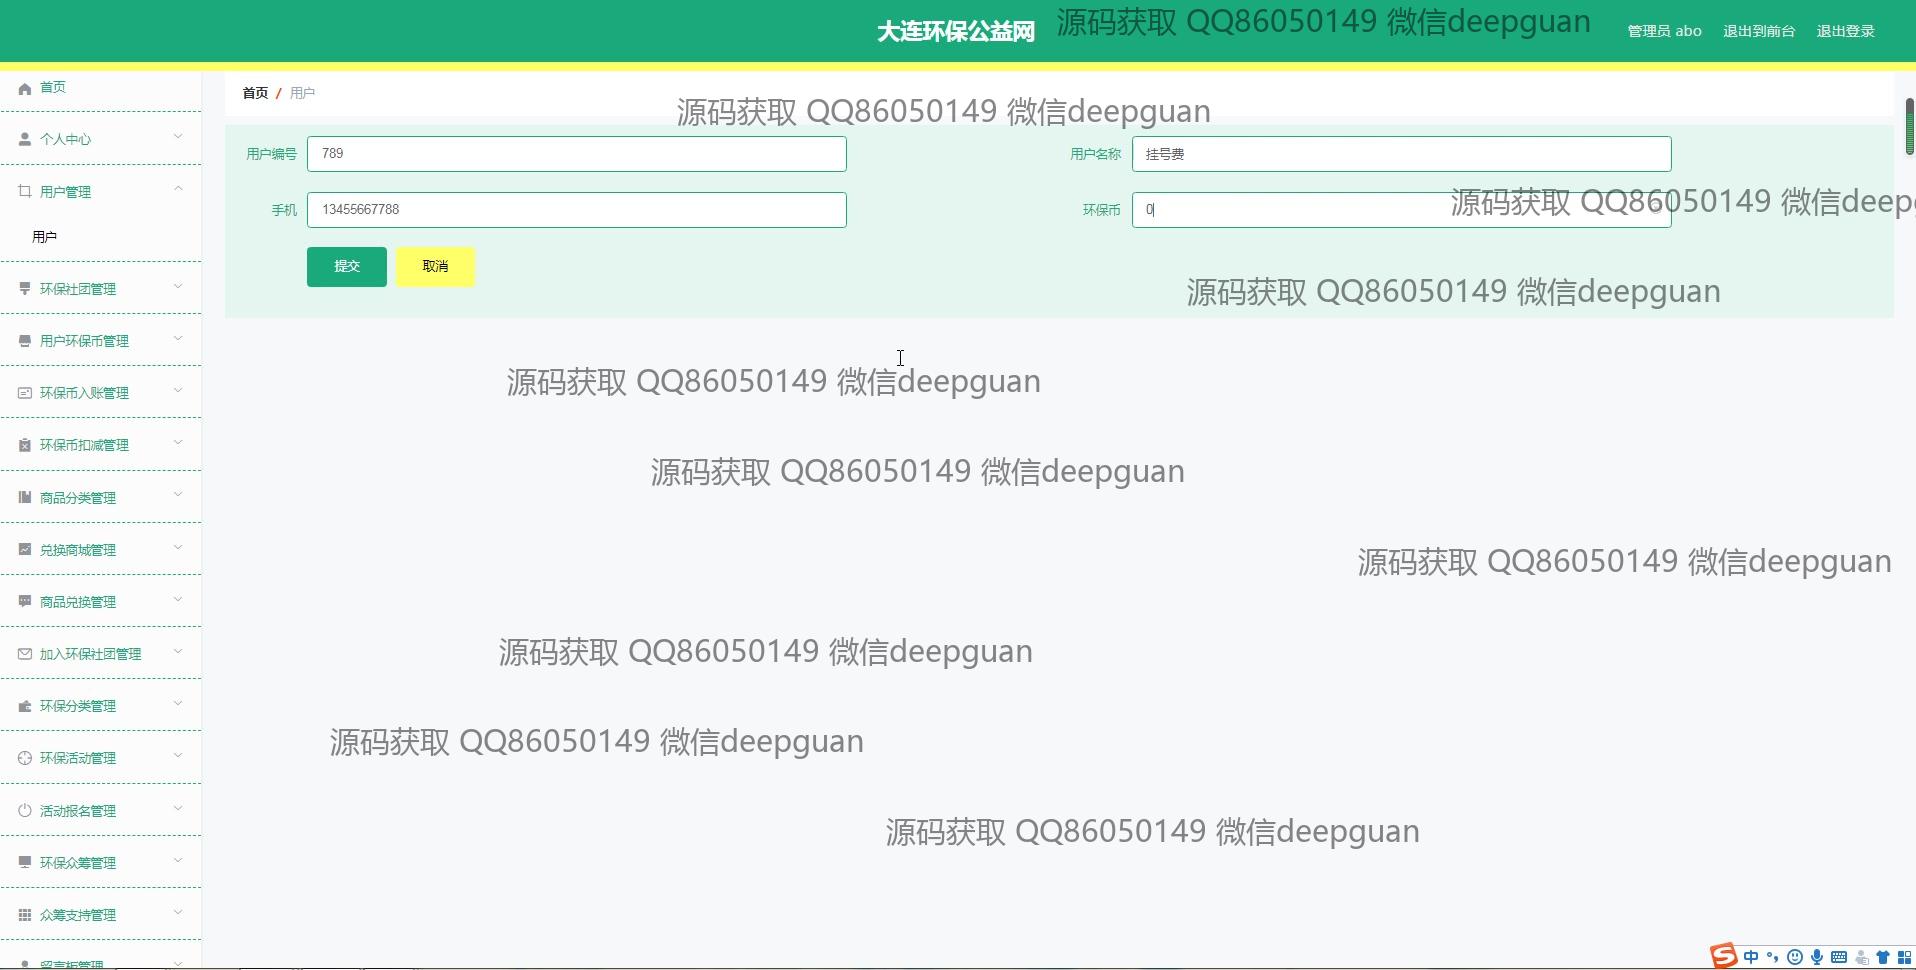 大连环保公益网
源码获取 QQ86050149 微信deepguan
管理员 abo
退出到前台
退出登录
首页
首页 / 用户
源码获取 QQ86050149 微信deepguan
个人中心
用户编号 789
用户名称 挂号费
用户管理
手机 13455667788
环保币 0
源码获取 QQ86050149 微信deep
用户
提交
取消
环保社团管理
源码获取 QQ86050149 微信deepguan
用户环保币管理
环保币入账管理
源码获取 QQ86050149 微信deepguan
环保币扣减管理
源码获取 QQ86050149 微信deepguan
商品分类管理
兑换商城管理
源码获取 QQ86050149 微信deepguan
商品兑换管理
加入环保社团管理
源码获取 QQ86050149 微信deepguan
环保分类管理
源码获取 QQ86050149 微信deepguan
环保活动管理
活动报名管理
源码获取 QQ86050149 微信deepguan
环保众筹管理
众筹支持管理
留言板管理
中